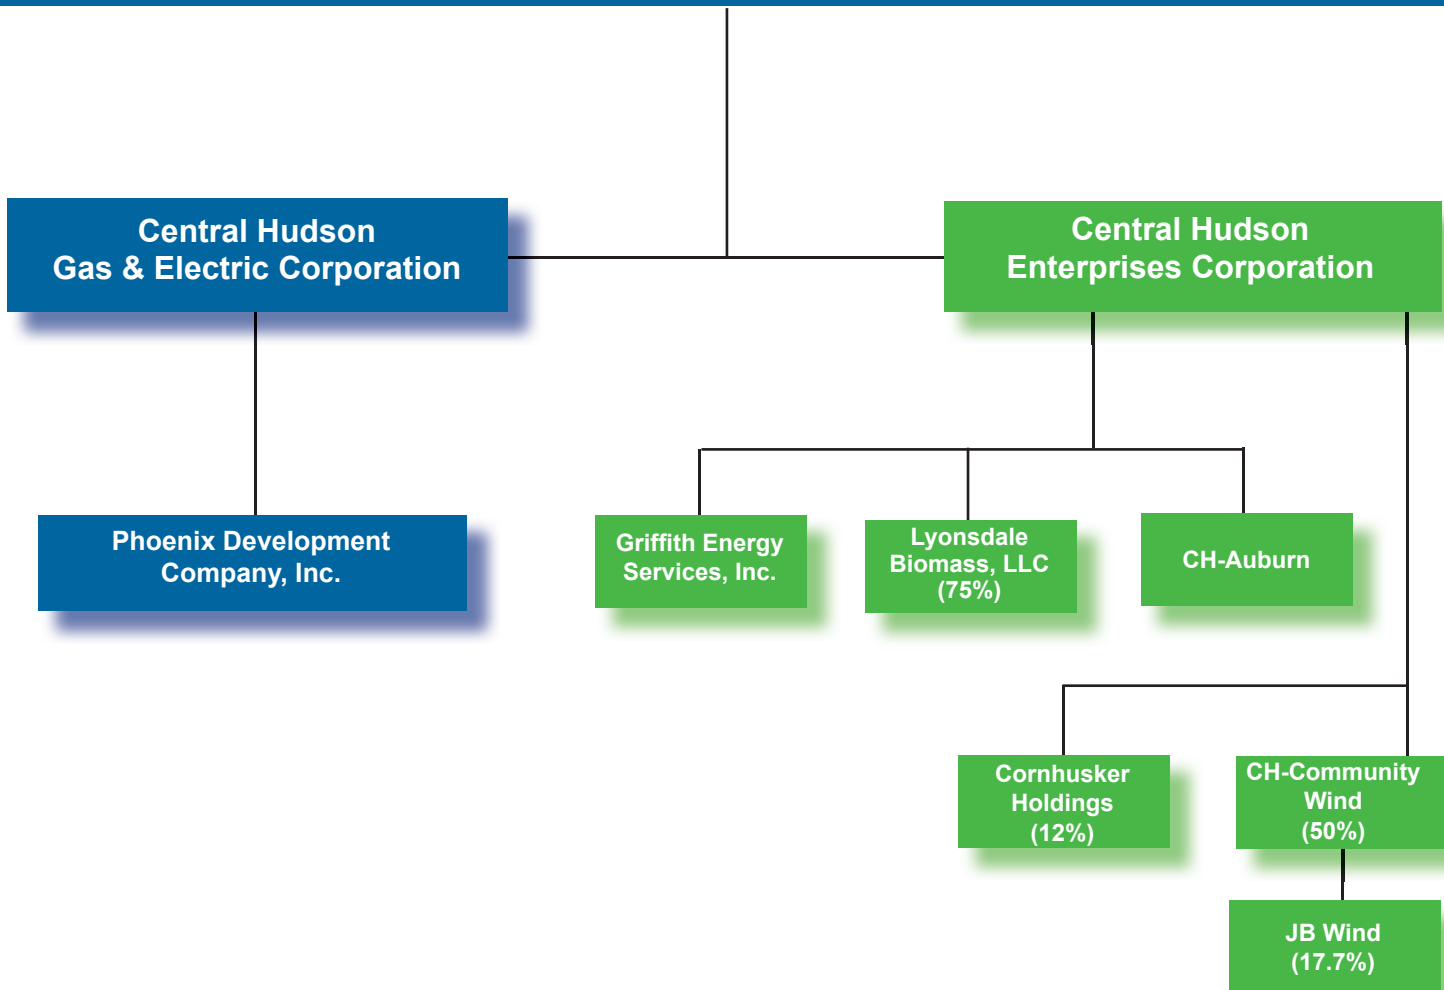 Central Hudson
Gas & Electric Corporation
Central Hudson
Enterprises Corporation
Phoenix Development
Company, Inc.
Griffith Energy
Services, Inc.
Lyonsdale
Biomass, LLC
(75%)
CH-Auburn
Cornhusker
Holdings
(12%)
CH-Community
Wind
(50%)
JB Wind
(17.7%)